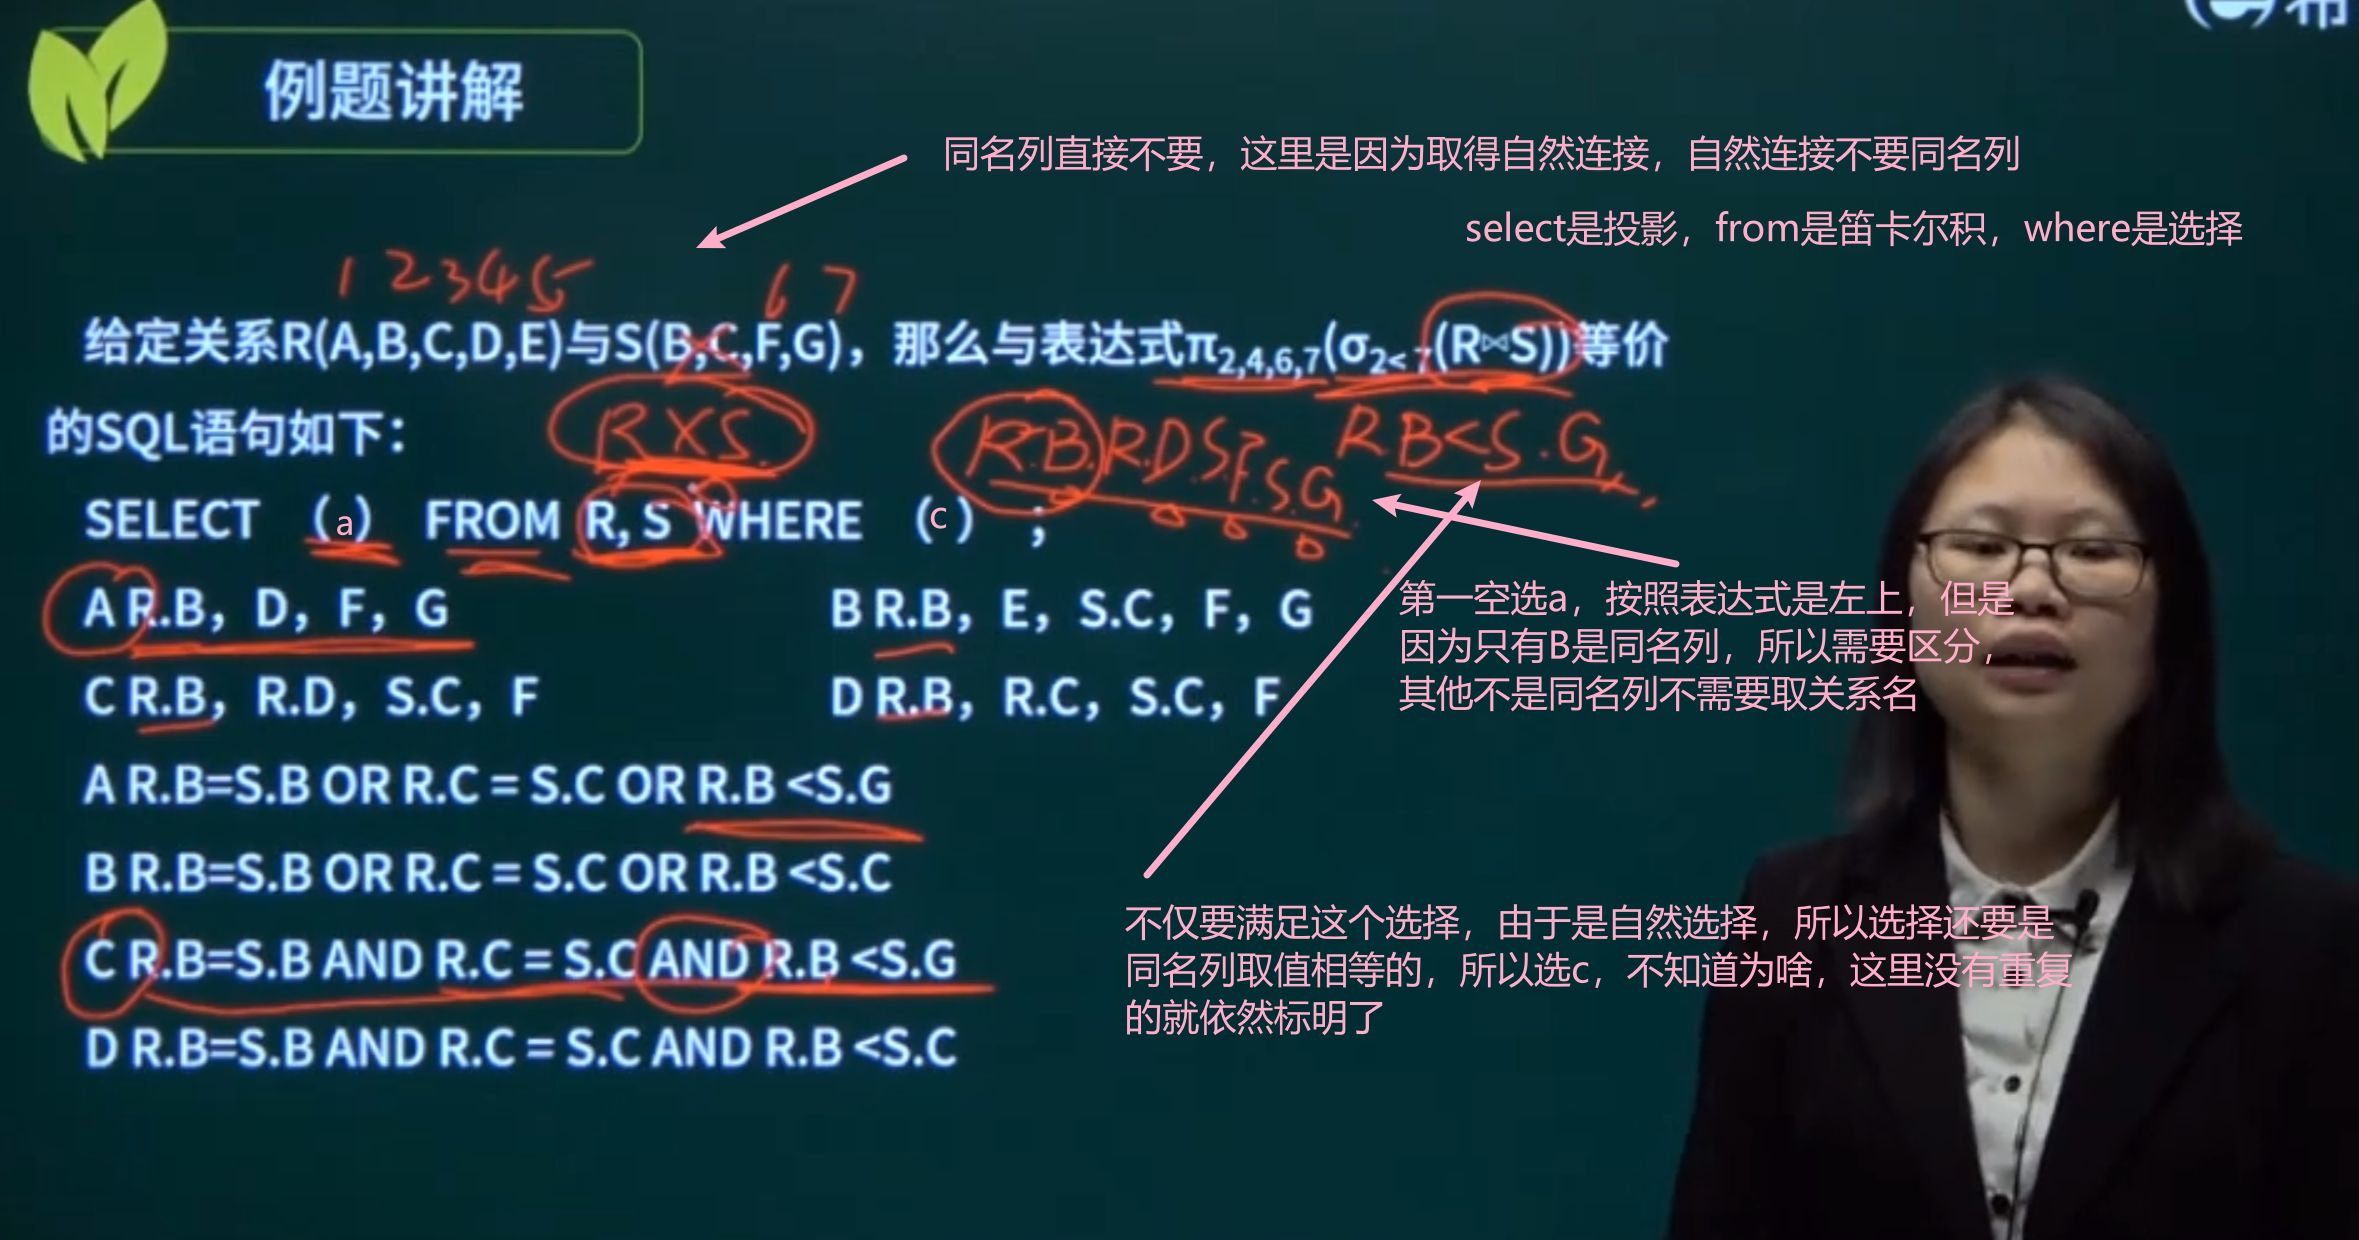 例题讲解
同名列直接不要，这里是因为取得自然连接，自然连接不要同名列
select是投影，from是笛卡尔积，where是选择
1 2 3 4 5 6 7
给定关系R(A,B,C,D,E)与S(B,C,F,G)，那么与表达式π2,4,6,7(σ2<7(R⋈S))等价
的SQL语句如下：
R×S
R.B. R.D S.F. S.G
R.B<S.G
SELECT （a） FROM R, S WHERE （c）；
A R.B，D，F，G
B R.B，E，S.C，F，G
C R.B，R.D，S.C，F
D R.B，R.C，S.C，F
第一空选a，按照表达式是左上，但是
因为只有B是同名列，所以需要区分，
其他不是同名列不需要取关系名
A R.B=S.B OR R.C = S.C OR R.B <S.G
B R.B=S.B OR R.C = S.C OR R.B <S.C
C R.B=S.B AND R.C = S.C AND R.B <S.G
D R.B=S.B AND R.C = S.C AND R.B <S.C
不仅要满足这个选择，由于是自然选择，所以选择还要是
同名列取值相等的，所以选c，不知道为啥，这里没有重复
的就依然标明了